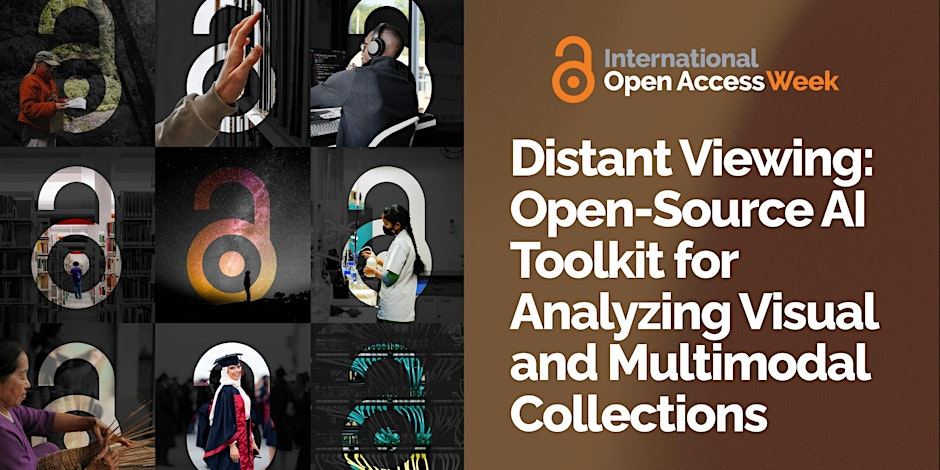 International
Open Access Week
Distant Viewing:
Open-Source AI
Toolkit for
Analyzing Visual
and Multimodal
Collections